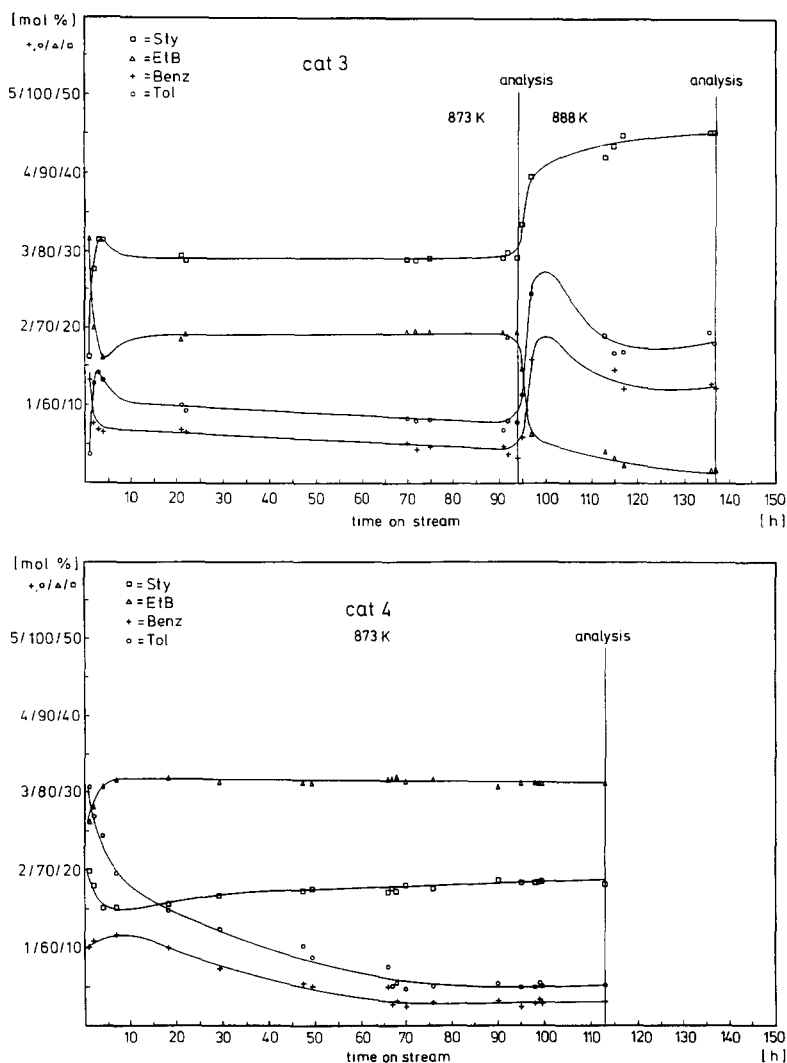 [mol %]
+,o/▵/□
□ = Sty
▵ = EtB
+ = Benz
o = Tol
cat 3
analysis
analysis
873 K
888 K
5/100/50
4/90/40
3/80/30
2/70/20
1/60/10
10 20 30 40 50 60 70 80 90 100 110 120 130 140 150
time on stream
[h]
[mol %]
+,o/▵/□
□ = Sty
▵ = EtB
+ = Benz
o = Tol
cat 4
873 K
analysis
5/100/50
4/90/40
3/80/30
2/70/20
1/60/10
10 20 30 40 50 60 70 80 90 100 110 120 130 140 150
time on stream
[h]